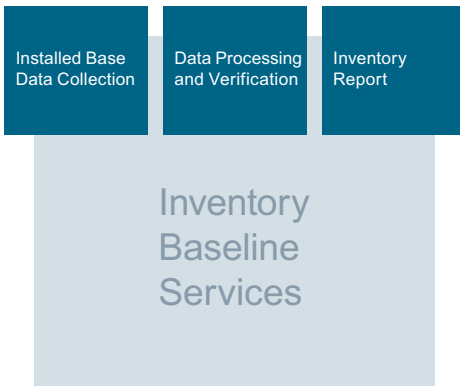 Installed Base
Data Collection
Data Processing
and Verification
Inventory
Report
Inventory
Baseline
Services